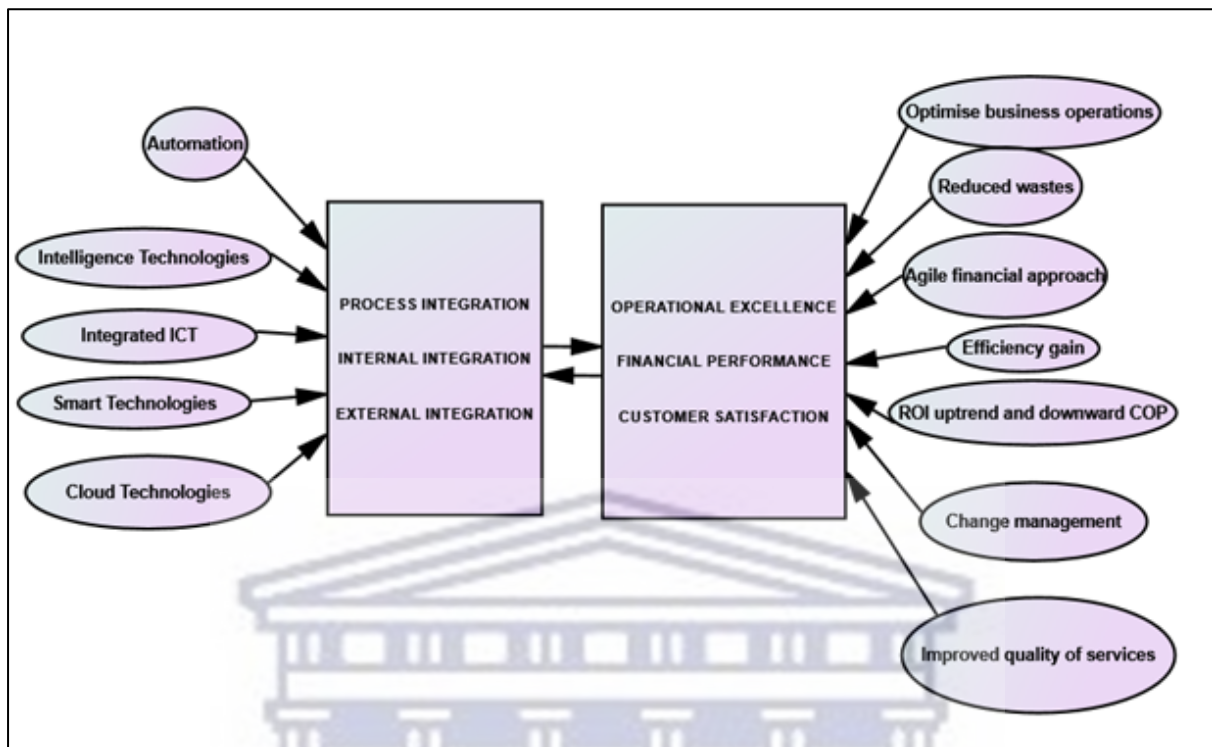 Automation
Intelligence Technologies
Integrated ICT
Smart Technologies
Cloud Technologies
PROCESS INTEGRATION
INTERNAL INTEGRATION
EXTERNAL INTEGRATION
OPERATIONAL EXCELLENCE
FINANCIAL PERFORMANCE
CUSTOMER SATISFACTION
Optimise business operations
Reduced wastes
Agile financial approach
Efficiency gain
ROI uptrend and downward COP
Change management
Improved quality of services